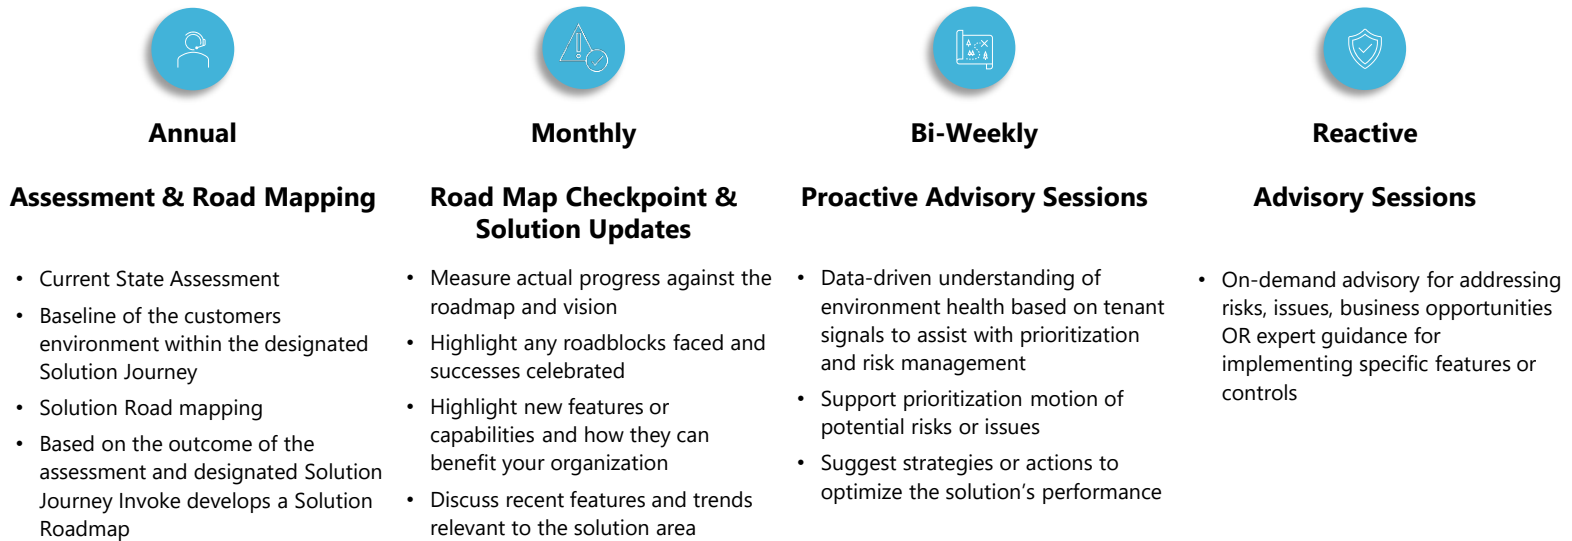 Annual
Assessment & Road Mapping
• Current State Assessment
• Baseline of the customers
environment within the designated
Solution Journey
• Solution Road mapping
• Based on the outcome of the
assessment and designated Solution
Journey Invoke develops a Solution
Roadmap
Monthly
Road Map Checkpoint &
Solution Updates
• Measure actual progress against the
roadmap and vision
• Highlight any roadblocks faced and
successes celebrated
• Highlight new features or
capabilities and how they can
benefit your organization
• Discuss recent features and trends
relevant to the solution area
Bi-Weekly
Proactive Advisory Sessions
• Data-driven understanding of
environment health based on tenant
signals to assist with prioritization
and risk management
• Support prioritization motion of
potential risks or issues
• Suggest strategies or actions to
optimize the solution’s performance
Reactive
Advisory Sessions
• On-demand advisory for addressing
risks, issues, business opportunities
OR expert guidance for
implementing specific features or
controls